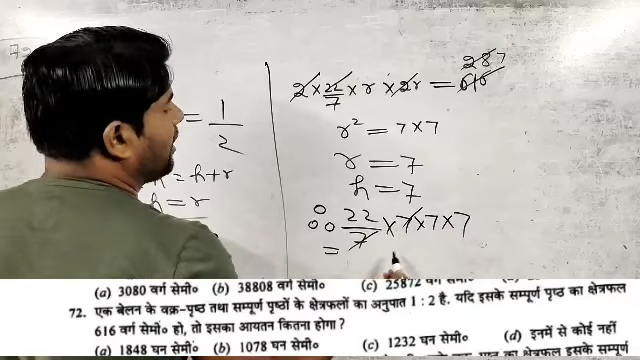 = 1/2
h = h+r
h = r
2 × 22/7 × r × 2r = 616
28 7
r² = 7×7
r = 7
h = 7
22/7 × 7 × 7 × 7
=
(a) 3080 वर्ग सेमी० (b) 38808 वर्ग सेमी० (c) 25872 वर्ग सेमी०
72. एक बेलन के वक्र-पृष्ठ तथा सम्पूर्ण पृष्ठों के क्षेत्रफलों का अनुपात 1 : 2 है. यदि इसके सम्पूर्ण पृष्ठ का क्षेत्रफल
616 वर्ग सेमी० हो, तो इसका आयतन कितना होगा ?
(a) 1848 घन सेमी० (b) 1078 घन सेमी० (c) 1232 घन सेमी० (d) इनमें से कोई नहीं